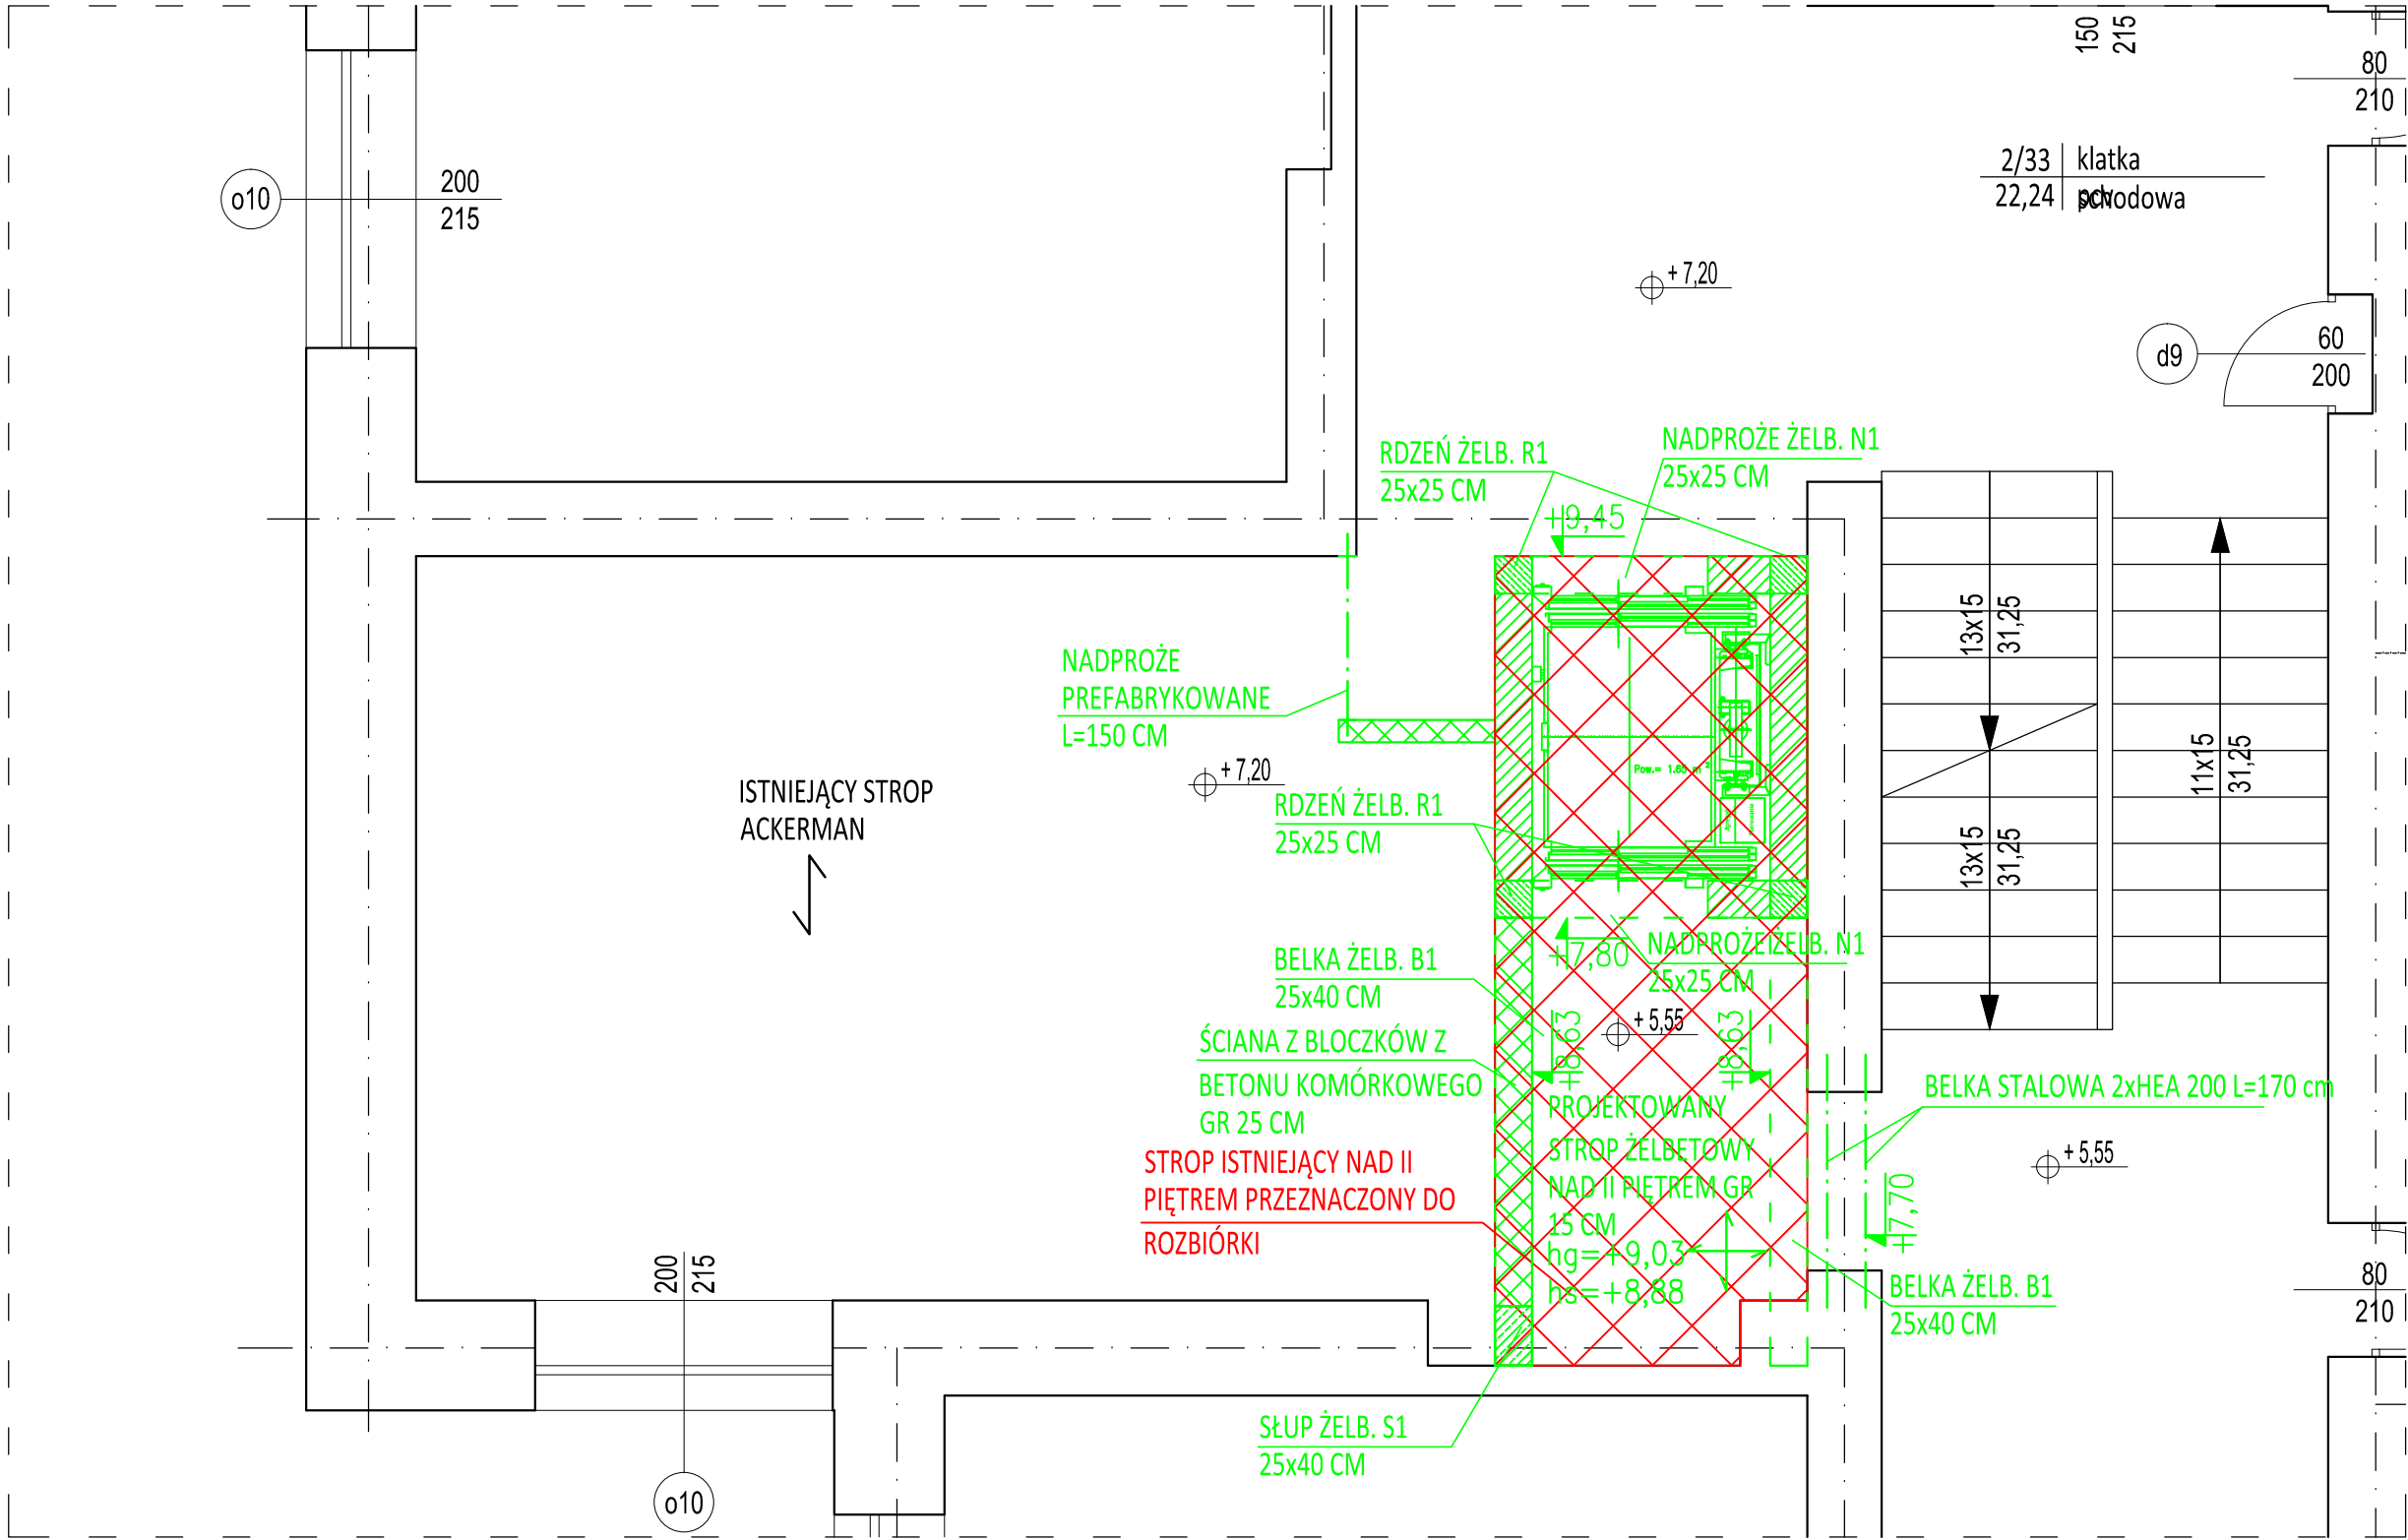 150
215
80
210
2/33 klatka
22,24 schodowa
pcv
o10
200
215
+ 7,20
d9
60
200
RDZEŃ ŻELB. R1
25x25 CM
NADPROŻE ŻELB. N1
25x25 CM
+9,45
13x15
31,25
NADPROŻE
PREFABRYKOWANE
L=150 CM
11x15
31,25
Pow.= 1.65 m²
ISTNIEJĄCY STROP
ACKERMAN
+ 7,20
RDZEŃ ŻELB. R1
25x25 CM
13x15
31,25
BELKA ŻELB. B1
25x40 CM
+7,80
NADPROŻE ŻELB. N1
25x25 CM
+ 5,55
+8,63
+8,63
ŚCIANA Z BLOCZKÓW Z
BETONU KOMÓRKOWEGO
GR 25 CM
BELKA STALOWA 2xHEA 200 L=170 cm
PROJEKTOWANY
STROP ŻELBETOWY
NAD II PIĘTREM GR
15 CM
hg=+9,03
hs=+8,88
STROP ISTNIEJĄCY NAD II
PIĘTREM PRZEZNACZONY DO
ROZBIÓRKI
+ 5,55
+7,70
200
215
BELKA ŻELB. B1
25x40 CM
80
210
SŁUP ŻELB. S1
25x40 CM
o10